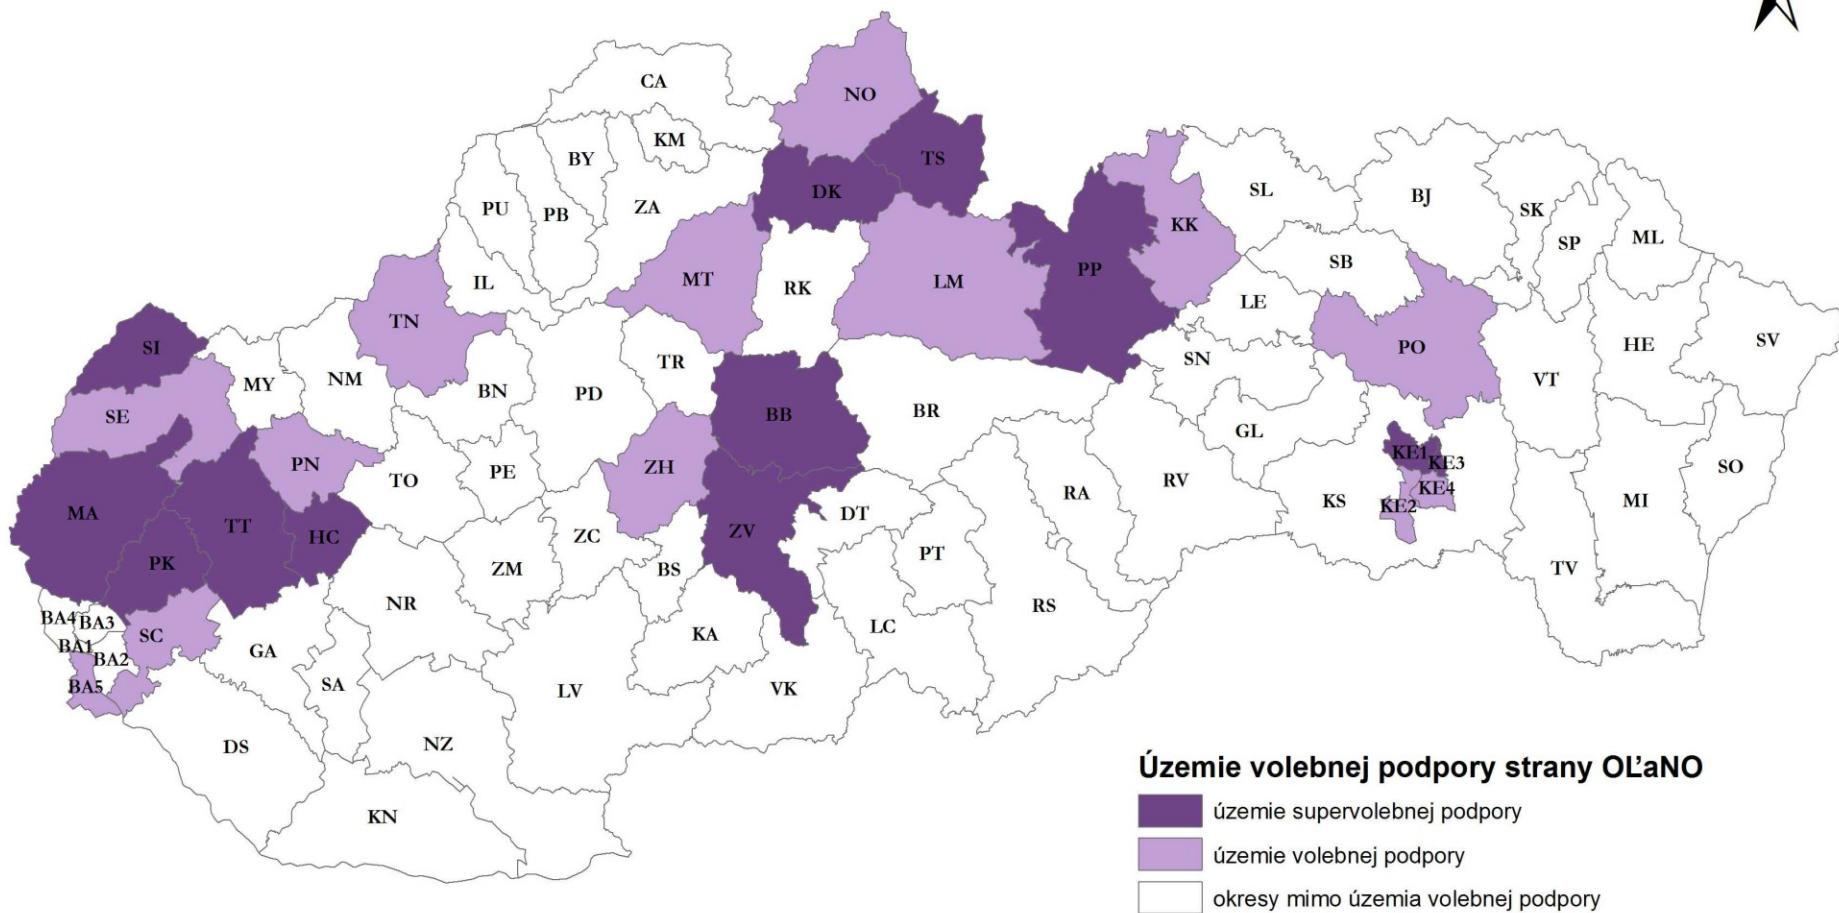 CA
NO
KM
BY
TS
DK
SL
BJ
PU
PB
ZA
SK
KK
SP
ML
MT
SB
PP
IL
RK
LM
LE
TN
SV
SI
PO
HE
TR
SN
MY
NM
VT
BN
PD
SE
BB
BR
GL
KE1
KE3
PN
ZH
SO
PE
TO
RV
KE4
RA
KS
MI
KE2
MA
DT
TT
ZV
HC
ZC
PT
PK
ZM
BS
TV
NR
RS
BA4
BA3
LC
KA
SC
BA1
GA
BA2
SA
BA5
LV
VK
DS
NZ
KN
Územie volebnej podpory strany OĽaNO
územie supervolebnej podpory
územie volebnej podpory
okresy mimo územia volebnej podpory